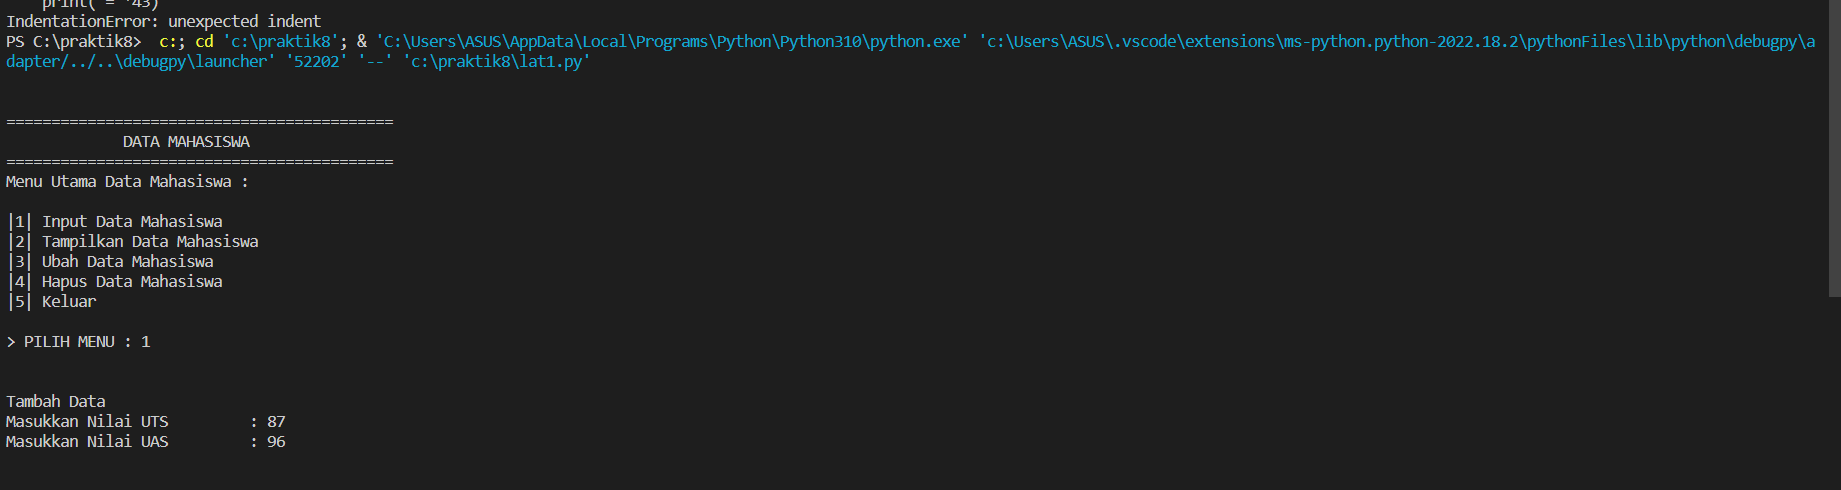 print( = *43)
IndentationError: unexpected indent
PS C:\praktik8>  c:; cd 'c:\praktik8'; & 'C:\Users\ASUS\AppData\Local\Programs\Python\Python310\python.exe' 'c:\Users\ASUS\.vscode\extensions\ms-python.python-2022.18.2\pythonFiles\lib\python\debugpy\a
dapter/../..\debugpy\launcher' '52202' '--' 'c:\praktik8\lat1.py'
===========================================
DATA MAHASISWA
===========================================
Menu Utama Data Mahasiswa :
|1| Input Data Mahasiswa
|2| Tampilkan Data Mahasiswa
|3| Ubah Data Mahasiswa
|4| Hapus Data Mahasiswa
|5| Keluar
> PILIH MENU : 1
Tambah Data
Masukkan Nilai UTS         : 87
Masukkan Nilai UAS         : 96